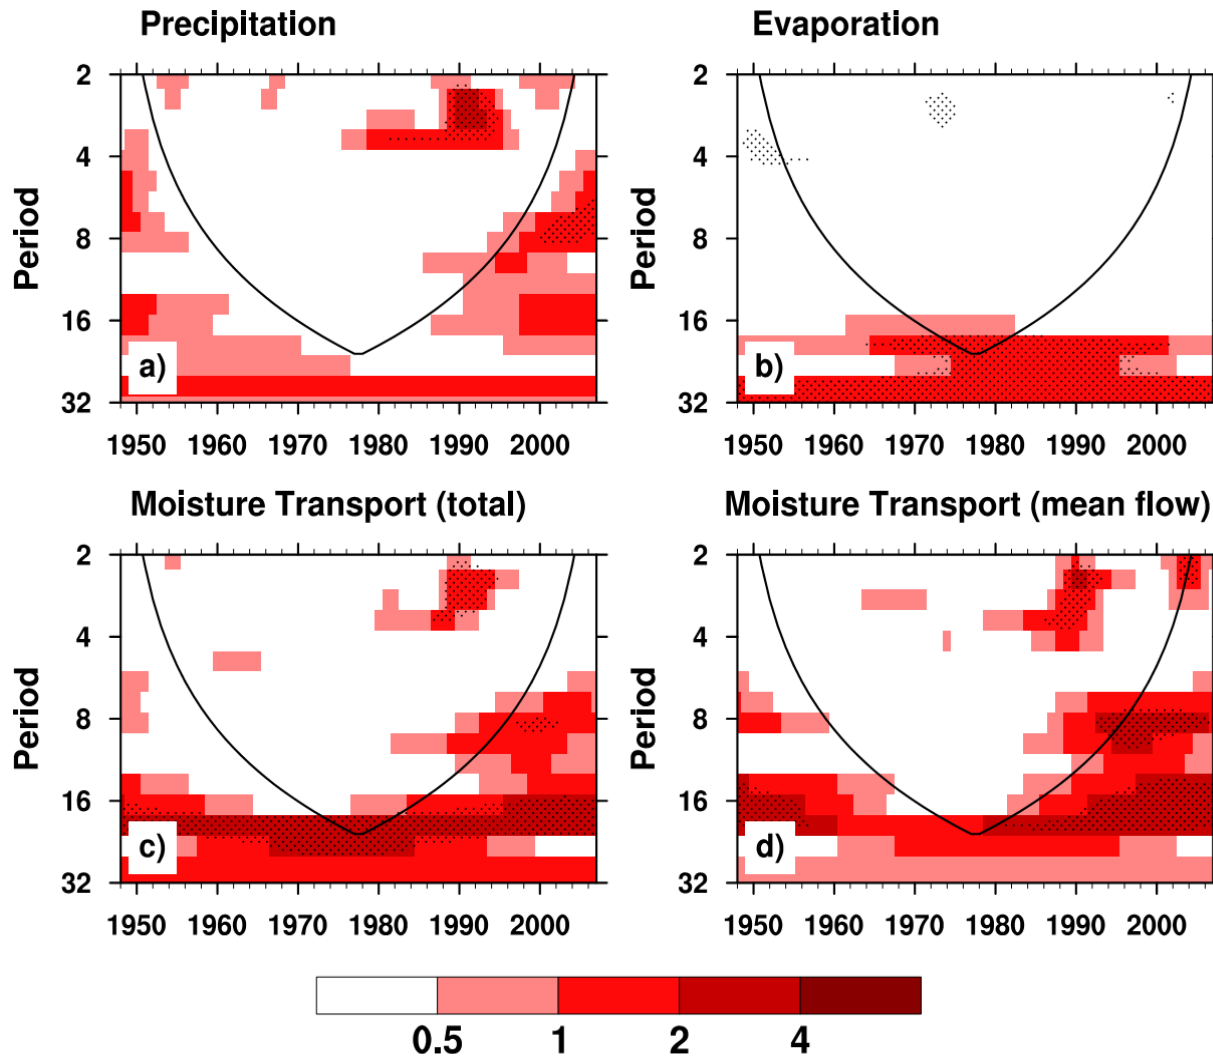 Precipitation
Evaporation
2
4
8
16
32
Period
a)
1950 1960 1970 1980 1990 2000
2
4
8
16
32
Period
b)
1950 1960 1970 1980 1990 2000
Moisture Transport (total)
Moisture Transport (mean flow)
2
4
8
16
32
Period
c)
1950 1960 1970 1980 1990 2000
2
4
8
16
32
Period
d)
1950 1960 1970 1980 1990 2000
0.5 1 2 4